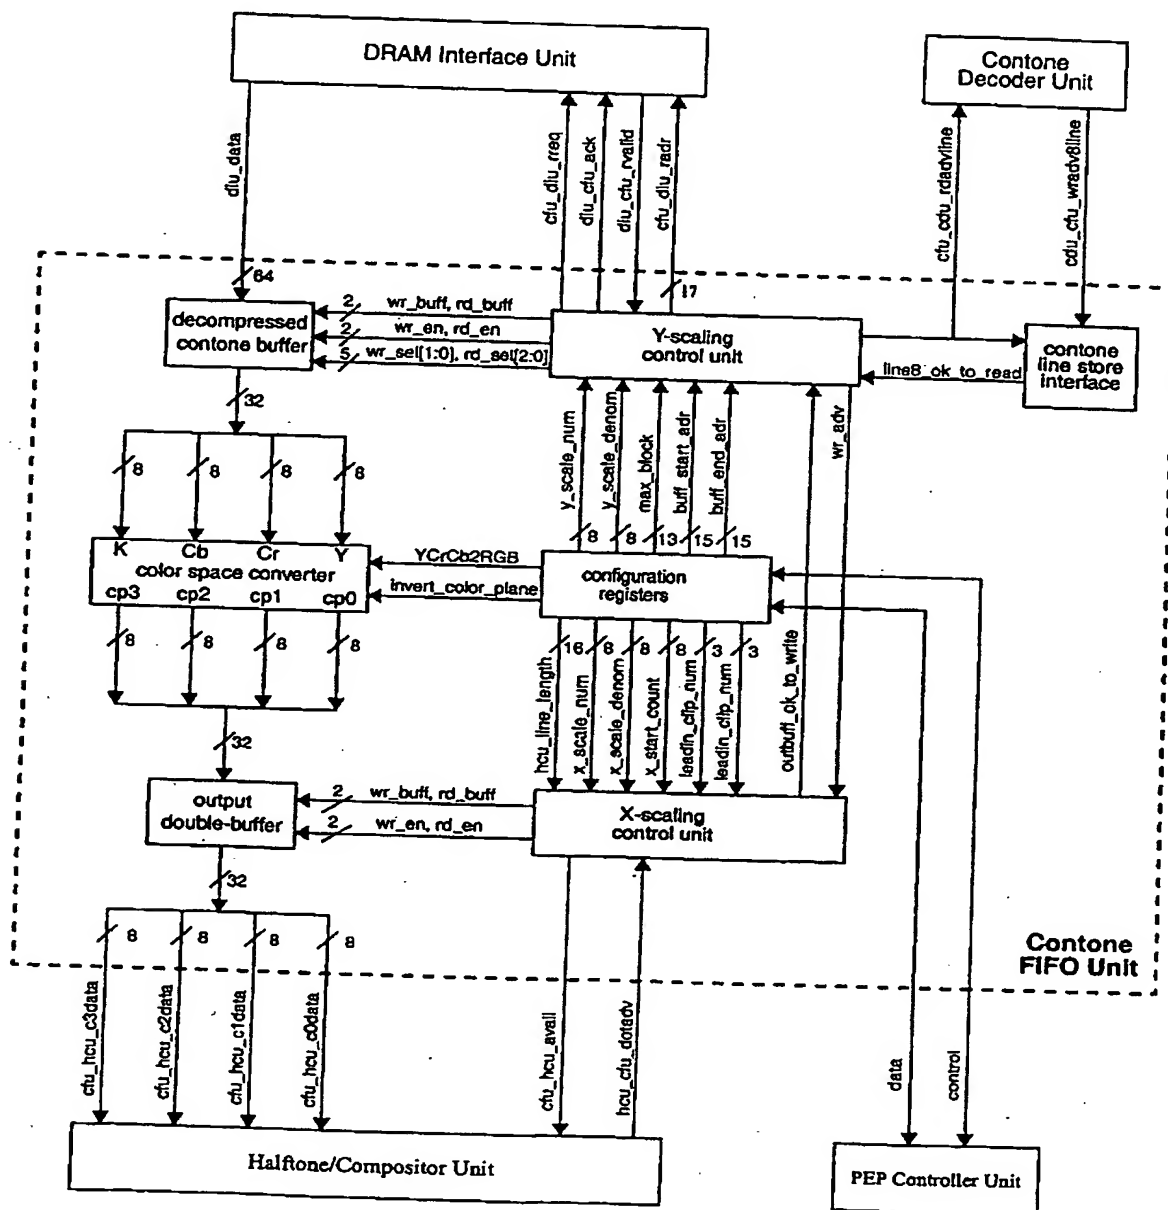 DRAM Interface Unit
Contone
Decoder Unit
diu_data
cfu_diu_rreq
diu_cfu_ack
diu_cfu_rvalid
cfu_diu_radr
cfu_cdu_rdadvline
cdu_cfu_wradv8line
64
17
decompressed
contone buffer
2
wr_buff, rd_buff
2
wr_en, rd_en
5
wr_sel[1:0], rd_sel[2:0]
Y-scaling
control unit
line8_ok_to_read
contone
line store
interface
32
8
8
8
8
y_scale_num
y_scale_denom
max_block
buff_start_adr
buff_end_adr
wr_adv
8
8
13
15
15
K
Cb
Cr
Y
color space converter
cp3
cp2
cp1
cp0
YCrCb2RGB
invert_color_plane
configuration
registers
8
8
8
8
16
8
8
8
3
3
hcu_line_length
x_scale_num
x_scale_denom
x_start_count
leadin_clip_num
leadin_clip_num
outbuff_ok_to_write
32
output
double-buffer
2
wr_buff, rd_buff
2
wr_en, rd_en
X-scaling
control unit
32
8
8
8
8
Contone
FIFO Unit
cfu_hcu_c3data
cfu_hcu_c2data
cfu_hcu_c1data
cfu_hcu_c0data
cfu_hcu_avail
hcu_cfu_dotadv
data
control
Halftone/Compositor Unit
PEP Controller Unit